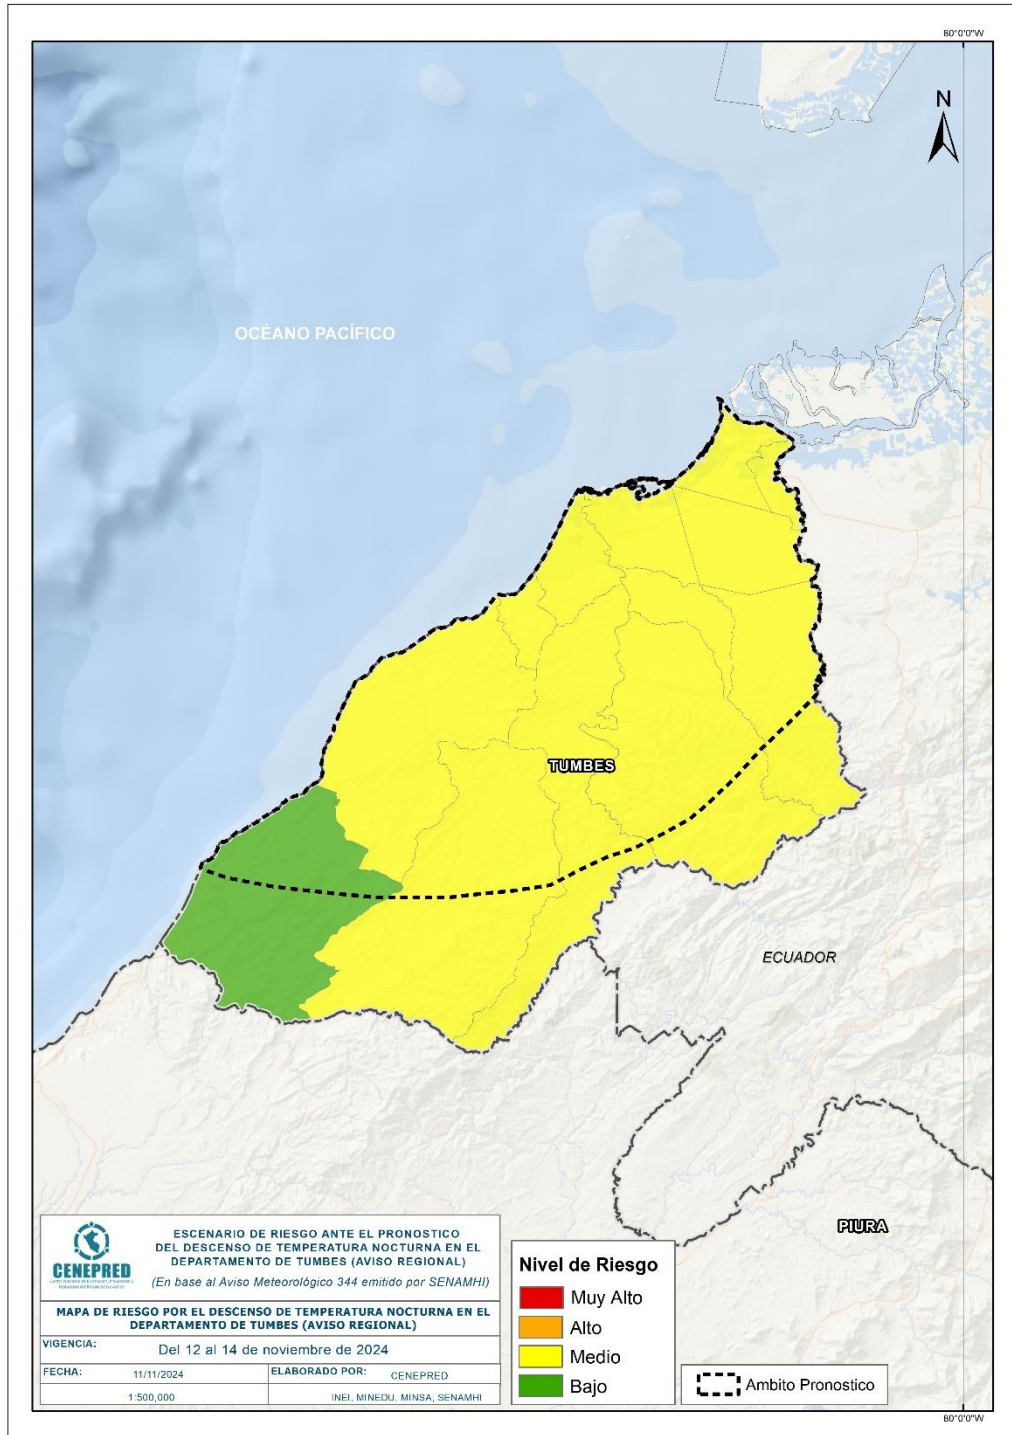 80°0'0"W
N
OCÉANO PACÍFICO
TUMBES
ECUADOR
PIURA
CENEPRED
ESCENARIO DE RIESGO ANTE EL PRONOSTICO
DEL DESCENSO DE TEMPERATURA NOCTURNA EN EL
DEPARTAMENTO DE TUMBES (AVISO REGIONAL)
(En base al Aviso Meteorológico 344 emitido por SENAMHI)
MAPA DE RIESGO POR EL DESCENSO DE TEMPERATURA NOCTURNA EN EL
DEPARTAMENTO DE TUMBES (AVISO REGIONAL)
VIGENCIA: Del 12 al 14 de noviembre de 2024
FECHA: 11/11/2024 ELABORADO POR: CENEPRED
1:500,000 INEI, MINEDU, MINSA, SENAMHI
Nivel de Riesgo
Muy Alto
Alto
Medio
Bajo
Ambito Pronostico
80°0'0"W